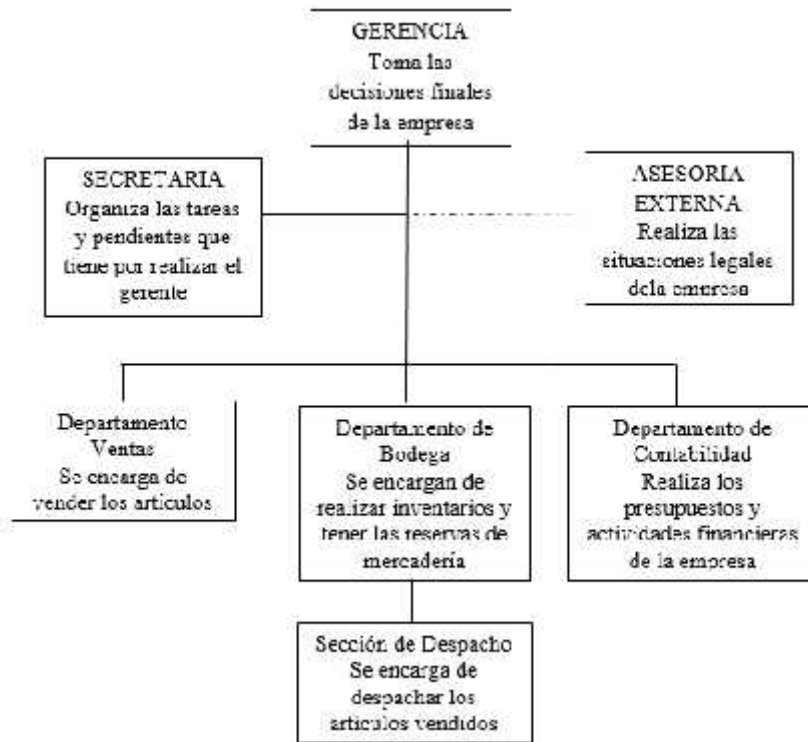 GERENCIA
Toma las
decisiones finales
de la empresa
SECRETARIA
Organiza las tareas
y pendientes que
tiene por realizar el
gerente
ASESORIA
EXTERNA
Realiza las
situaciones legales
dela empresa
Departamento
Ventas
Se encarga de
vender los artículos
Departamento de
Bodega
Se encargan de
realizar inventarios y
tener las reservas de
mercadería
Departamento de
Contabilidad
Realiza los
presupuestos y
actividades financieras
de la empresa
Sección de Despacho
Se encarga de
despachar los
artículos vendidos